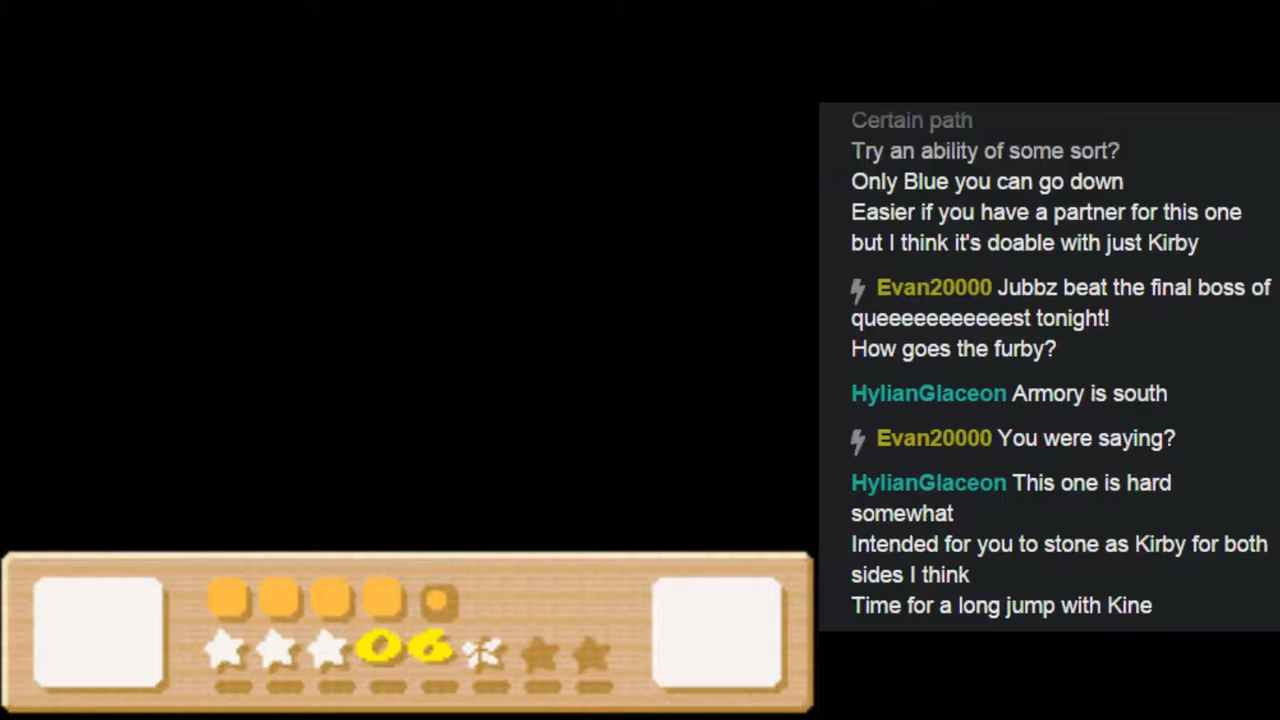 Certain path
Try an ability of some sort?
Only Blue you can go down
Easier if you have a partner for this one
but I think it's doable with just Kirby
Evan20000 Jubbz beat the final boss of
queeeeeeeeeeest tonight!
How goes the furby?
HylianGlaceon Armory is south
Evan20000 You were saying?
HylianGlaceon This one is hard
somewhat
Intended for you to stone as Kirby for both
sides I think
Time for a long jump with Kine
06